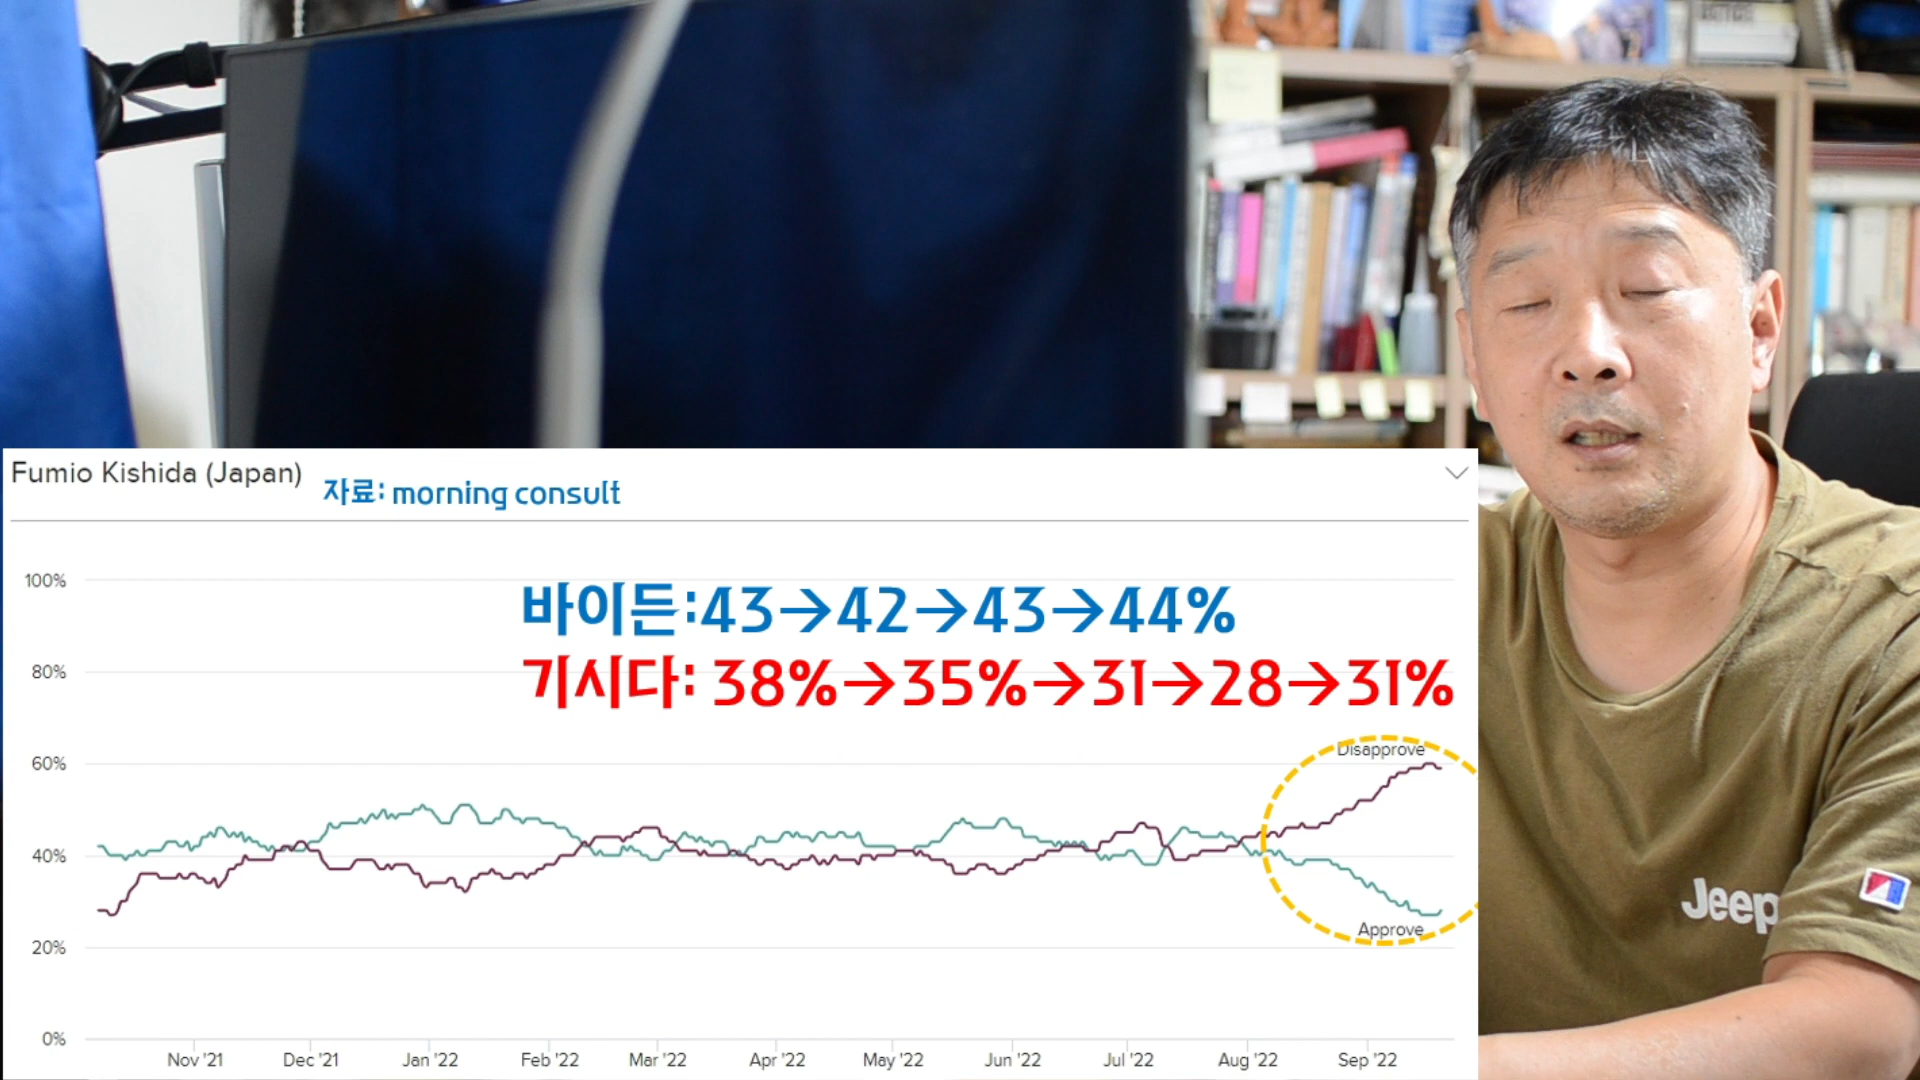 Fumio Kishida (Japan)
자료: morning consult
100%
바이든:43→42→43→44%
80%
기시다: 38%→35%→31→28→31%
60%
Disapprove
40%
Approve
20%
0%
Nov '21 Dec '21 Jan '22 Feb '22 Mar '22 Apr '22 May '22 Jun '22 Jul '22 Aug '22 Sep '22
Jeep